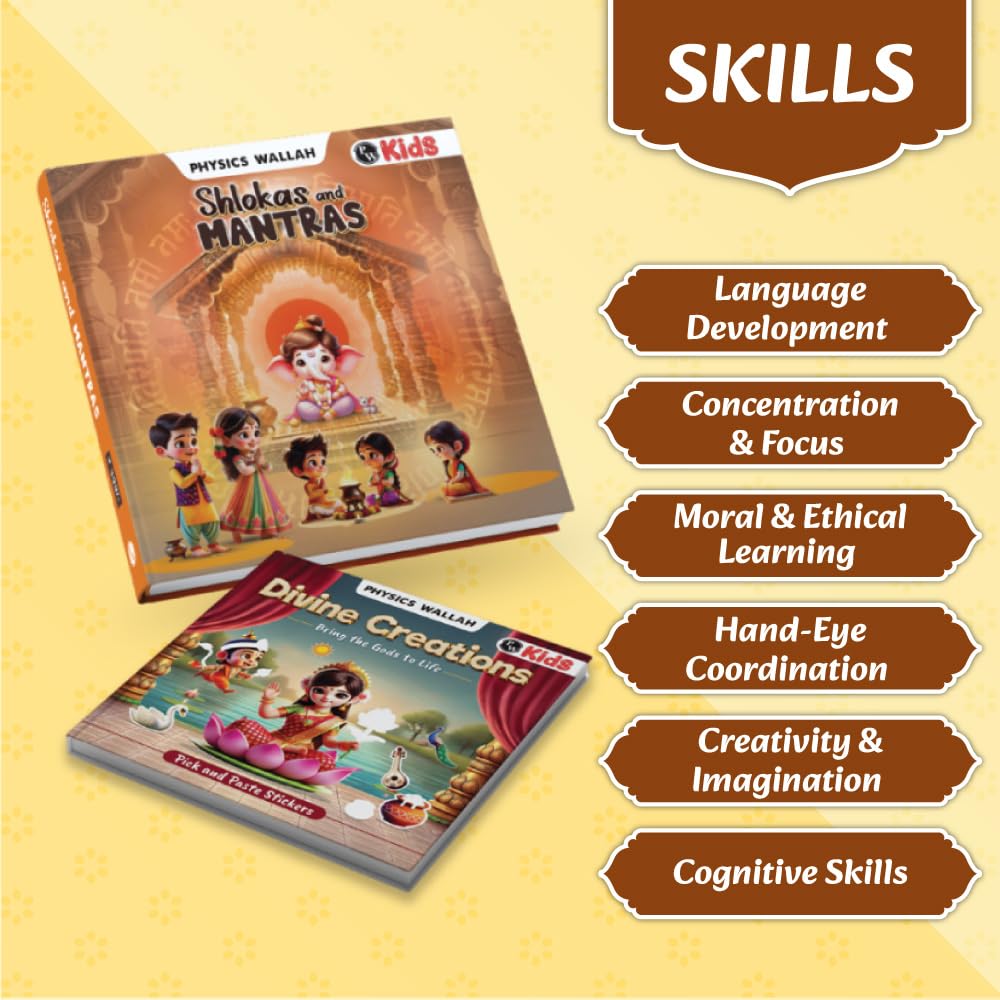 SKILLS
PHYSICS WALLAH
PW Kids
Shlokas and
MANTRAS
Shlokas and MANTRAS
Language
Development
Concentration
& Focus
Moral & Ethical
Learning
Hand-Eye
Coordination
Creativity &
Imagination
Cognitive Skills
PHYSICS WALLAH
Divine Creations
Bring the Gods to Life
PW Kids
Pick and Paste Stickers